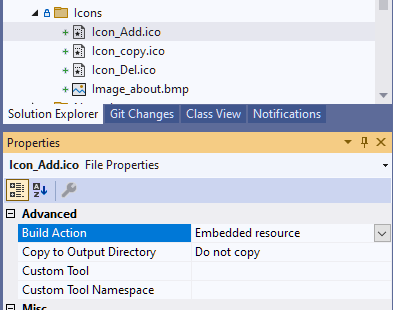 Icons
Icon_Add.ico
Icon_copy.ico
Icon_Del.ico
Image_about.bmp
Solution Explorer Git Changes Class View Notifications
Properties
Icon_Add.ico File Properties
Advanced
Build Action Embedded resource
Copy to Output Directory Do not copy
Custom Tool
Custom Tool Namespace
Misc